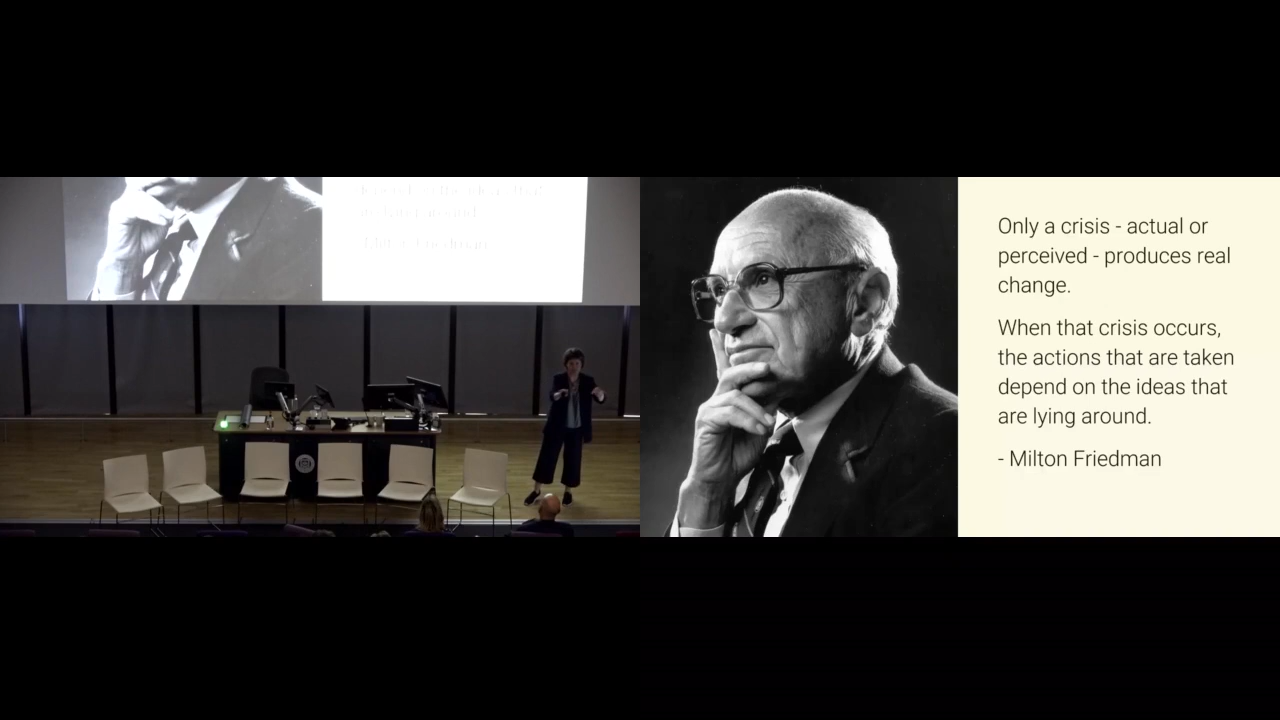 Only a crisis - actual or
perceived - produces real
change.
When that crisis occurs,
the actions that are taken
depend on the ideas that
are lying around.
- Milton Friedman